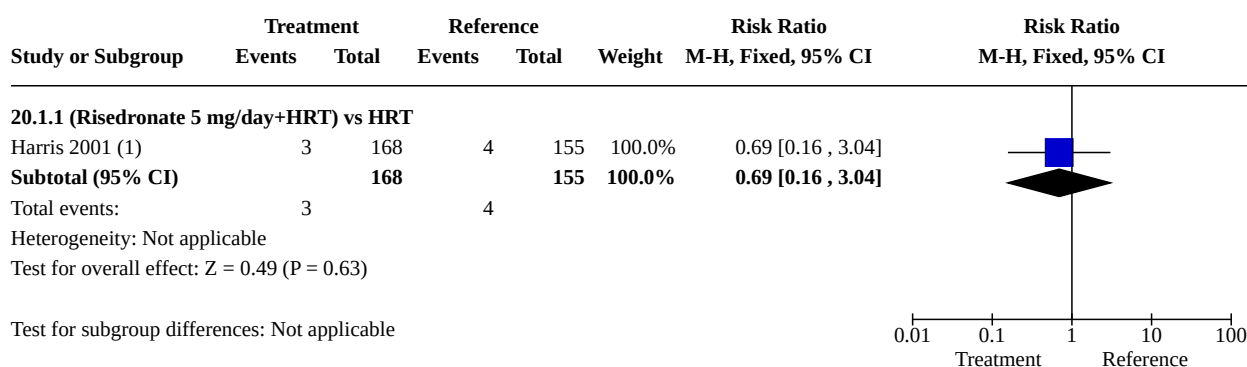 Treatment Reference Risk Ratio Risk Ratio
Study or Subgroup Events Total Events Total Weight M-H, Fixed, 95% CI M-H, Fixed, 95% CI
20.1.1 (Risedronate 5 mg/day+HRT) vs HRT
Harris 2001 (1) 3 168 4 155 100.0% 0.69 [0.16 , 3.04]
Subtotal (95% CI) 168 155 100.0% 0.69 [0.16 , 3.04]
Total events: 3 4
Heterogeneity: Not applicable
Test for overall effect: Z = 0.49 (P = 0.63)
Test for subgroup differences: Not applicable
0.01 0.1 1 10 100
Treatment Reference